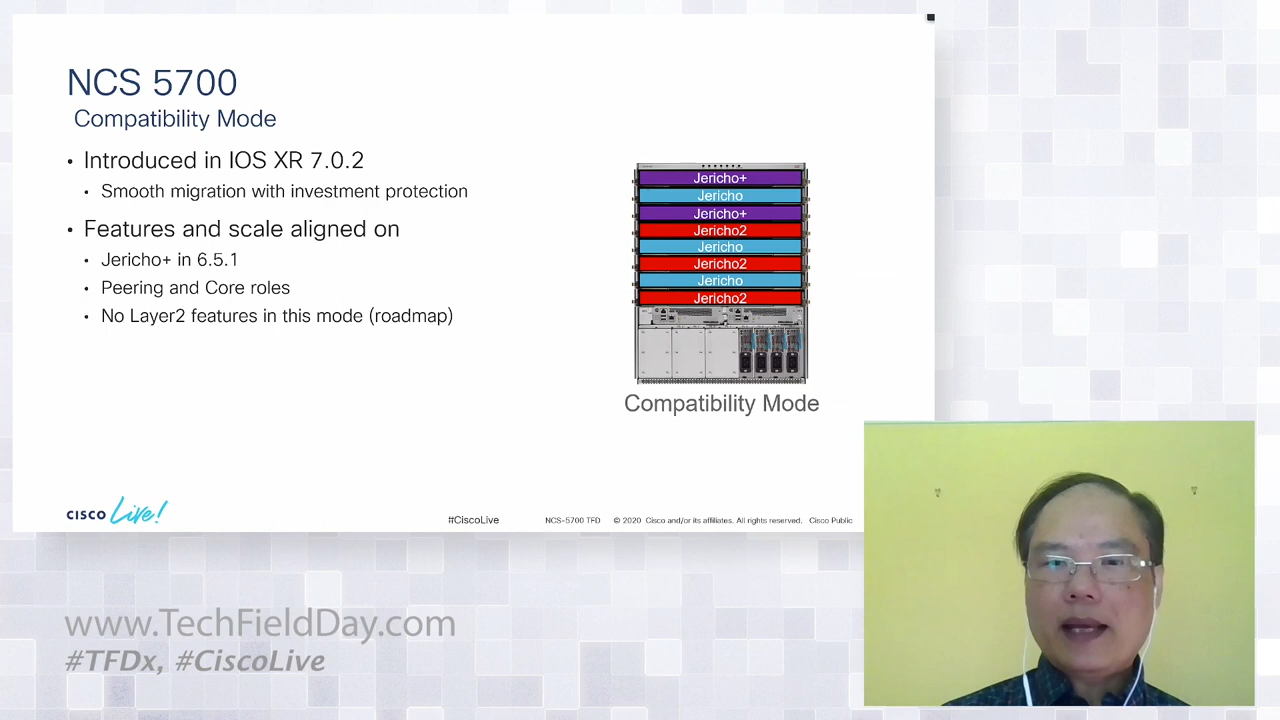 NCS 5700
Compatibility Mode
• Introduced in IOS XR 7.0.2
• Smooth migration with investment protection
• Features and scale aligned on
• Jericho+ in 6.5.1
• Peering and Core roles
• No Layer2 features in this mode (roadmap)
Jericho+
Jericho
Jericho+
Jericho2
Jericho
Jericho2
Jericho
Jericho2
Compatibility Mode
CISCO Live!
#CiscoLive
NCS-5700 TFD
© 2020 Cisco and/or its affiliates. All rights reserved. Cisco Public
www.TechFieldDay.com
#TFDx, #CiscoLive